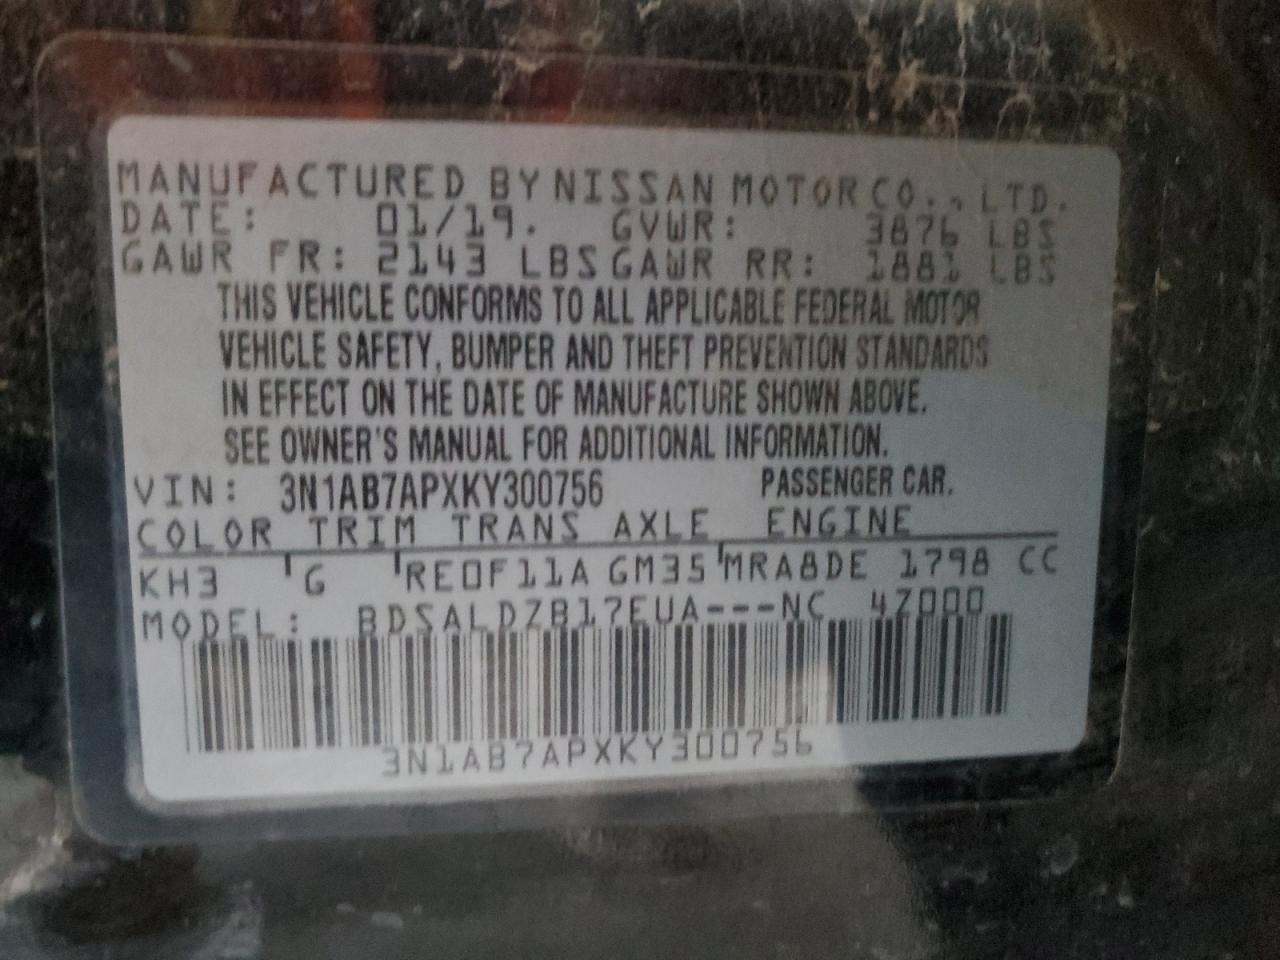 MANUFACTURED BY NISSAN MOTOR CO., LTD.
DATE: 01/19. GVWR: 3876 LBS
GAWR FR: 2143 LBS GAWR RR: 1881 LBS
THIS VEHICLE CONFORMS TO ALL APPLICABLE FEDERAL MOTOR
VEHICLE SAFETY, BUMPER AND THEFT PREVENTION STANDARDS
IN EFFECT ON THE DATE OF MANUFACTURE SHOWN ABOVE.
SEE OWNER'S MANUAL FOR ADDITIONAL INFORMATION.
VIN: 3N1AB7APXKY300756 PASSENGER CAR.
COLOR TRIM TRANS AXLE ENGINE
KH3 G RE0F11A GM35 MRA8DE 1798 CC
MODEL: BDSALDZB17EUA---NC 4Z000
3N1AB7APXKY300756